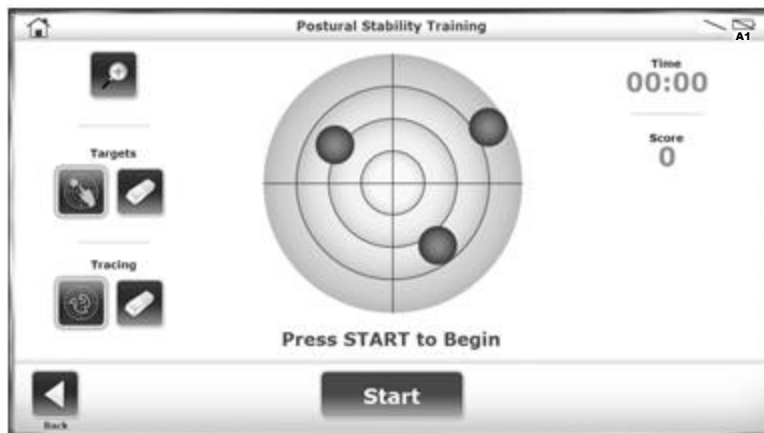 Postural Stability Training
A1
Time
00:00
Targets
Score
0
Tracing
Press START to Begin
Start
Back